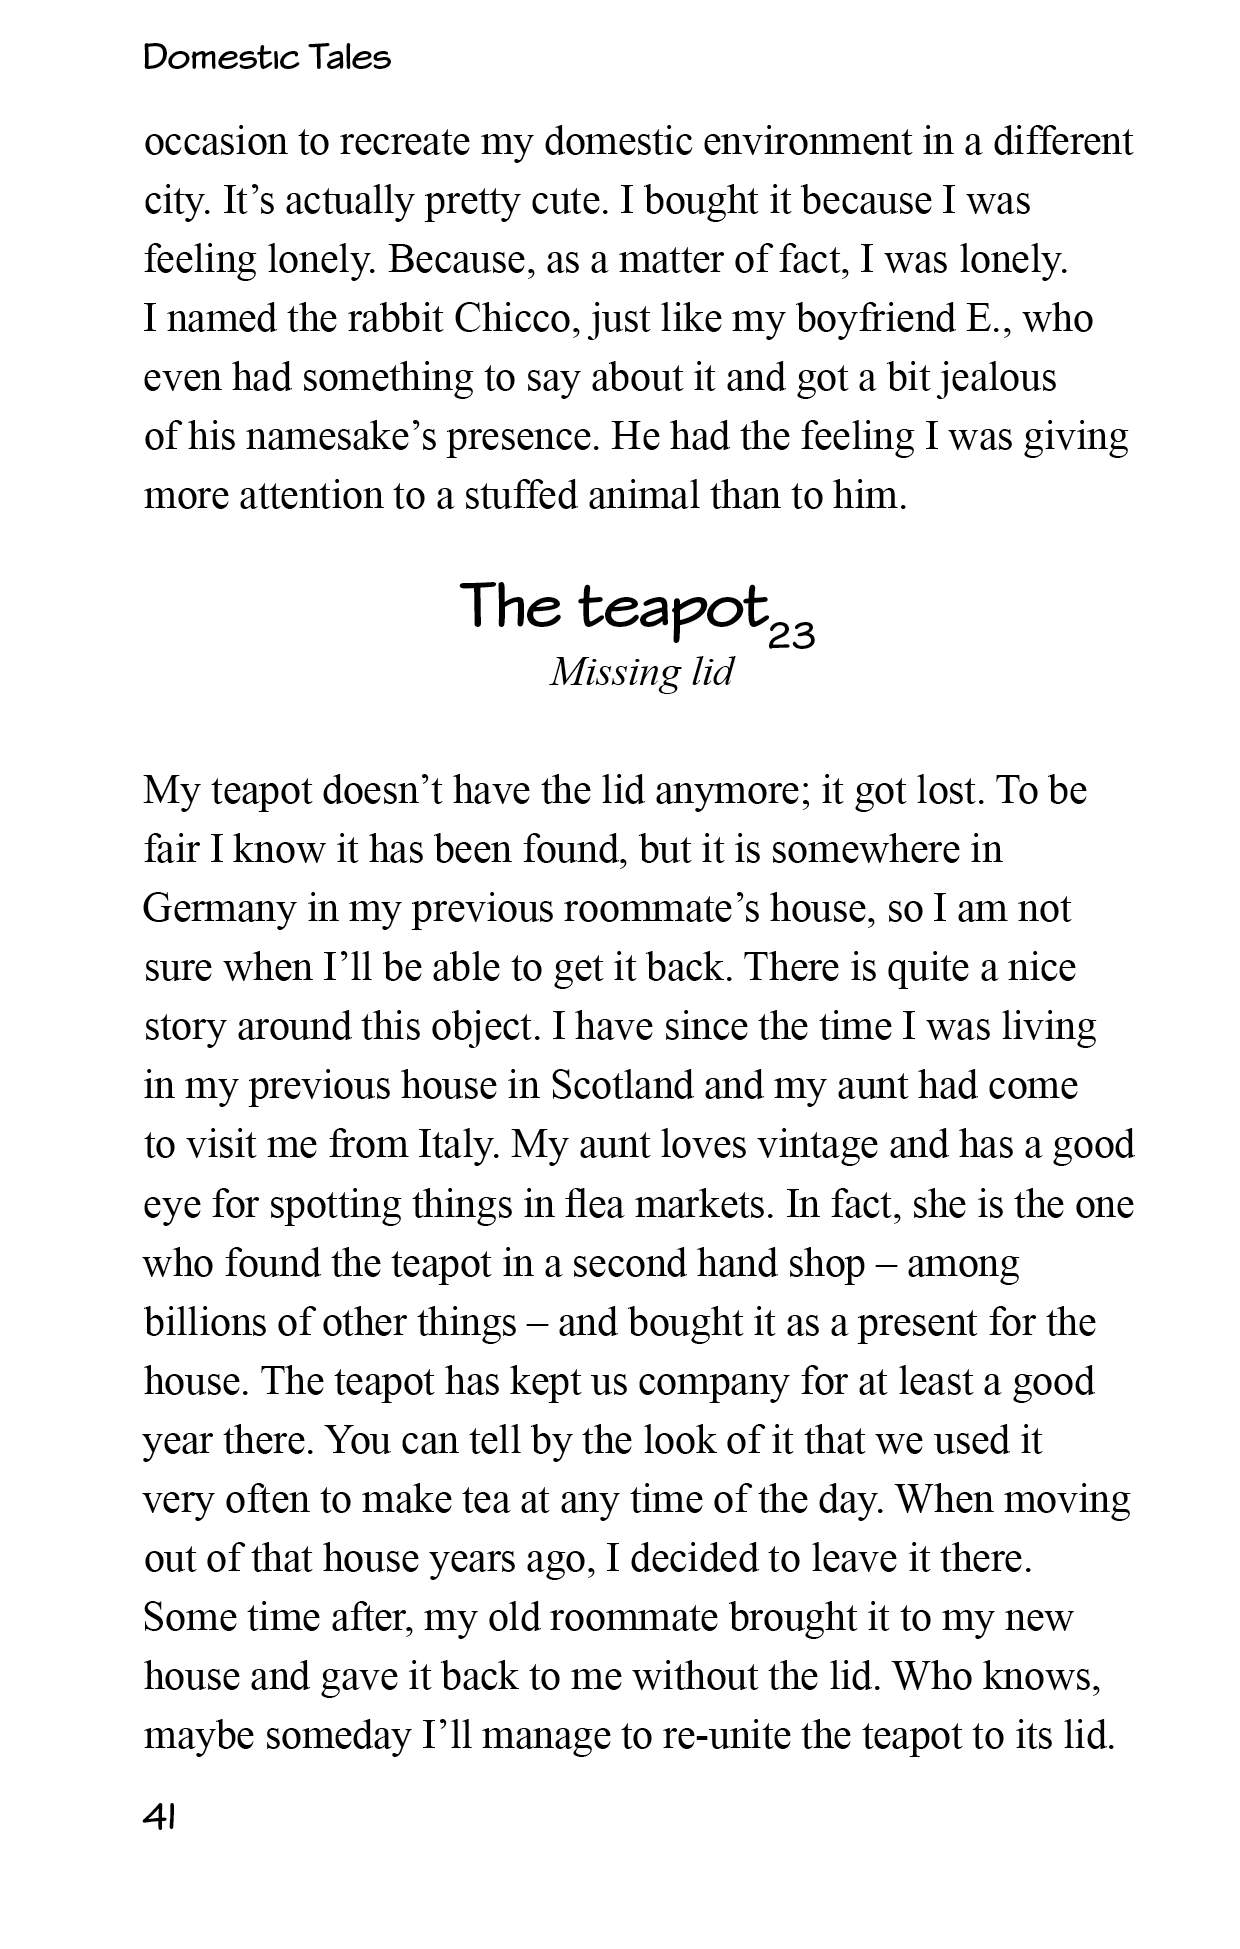 Domestic Tales
occasion to recreate my domestic environment in a different
city. It’s actually pretty cute. I bought it because I was
feeling lonely. Because, as a matter of fact, I was lonely.
I named the rabbit Chicco, just like my boyfriend E., who
even had something to say about it and got a bit jealous
of his namesake’s presence. He had the feeling I was giving
more attention to a stuffed animal than to him.
The teapot23
Missing lid
My teapot doesn’t have the lid anymore; it got lost. To be
fair I know it has been found, but it is somewhere in
Germany in my previous roommate’s house, so I am not
sure when I’ll be able to get it back. There is quite a nice
story around this object. I have since the time I was living
in my previous house in Scotland and my aunt had come
to visit me from Italy. My aunt loves vintage and has a good
eye for spotting things in flea markets. In fact, she is the one
who found the teapot in a second hand shop – among
billions of other things – and bought it as a present for the
house. The teapot has kept us company for at least a good
year there. You can tell by the look of it that we used it
very often to make tea at any time of the day. When moving
out of that house years ago, I decided to leave it there.
Some time after, my old roommate brought it to my new
house and gave it back to me without the lid. Who knows,
maybe someday I’ll manage to re-unite the teapot to its lid.
41